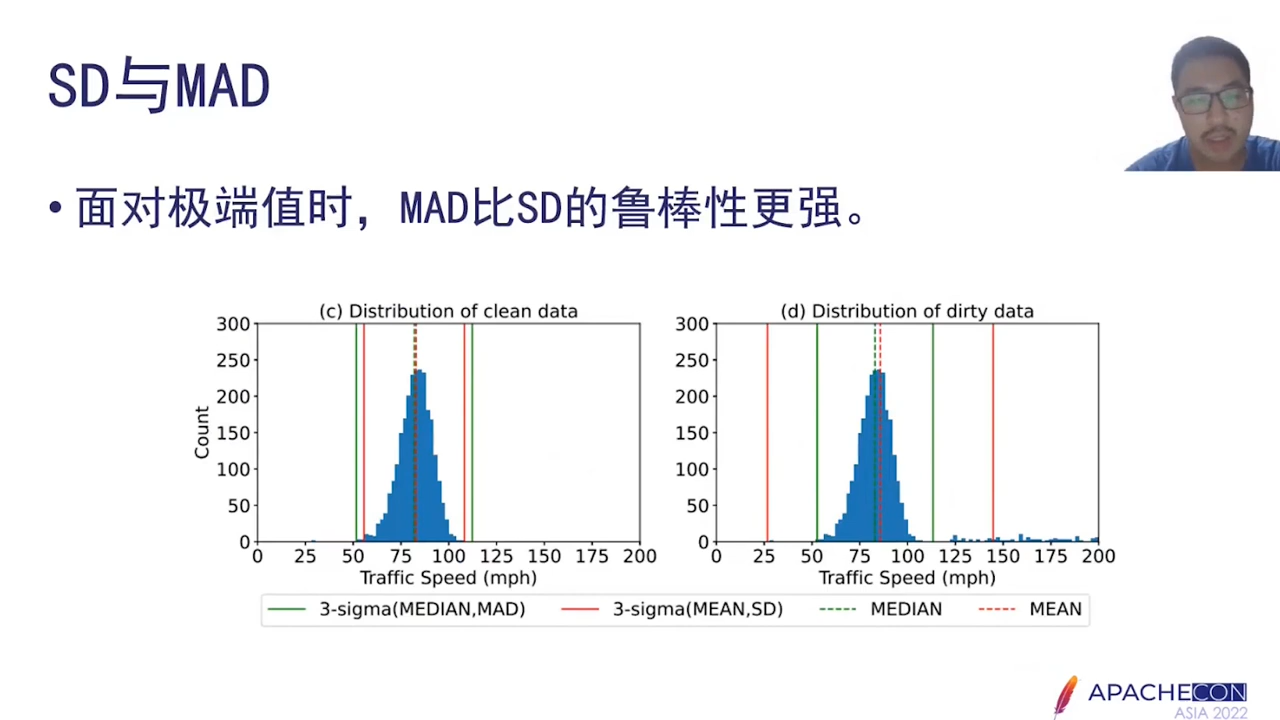 SD与MAD
• 面对极端值时，MAD比SD的鲁棒性更强。
(c) Distribution of clean data
300
250
200
150
100
50
0
Count
0 25 50 75 100 125 150 175 200
Traffic Speed (mph)
(d) Distribution of dirty data
300
250
200
150
100
50
0
0 25 50 75 100 125 150 175 200
Traffic Speed (mph)
3-sigma(MEDIAN,MAD) 3-sigma(MEAN,SD) MEDIAN MEAN
APACHECON
ASIA 2022